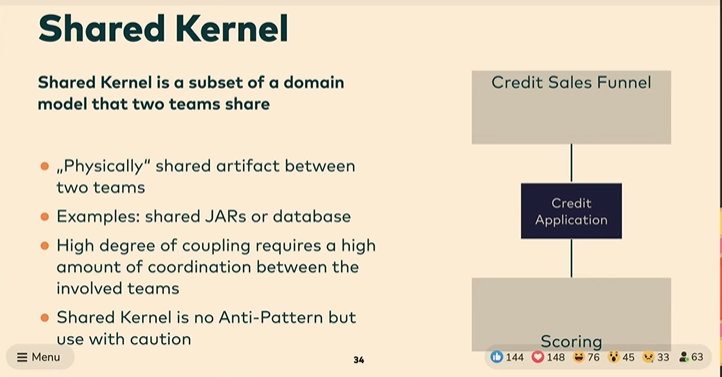 Shared Kernel
Shared Kernel is a subset of a domain
model that two teams share
„Physically“ shared artifact between
two teams
Examples: shared JARs or database
High degree of coupling requires a high
amount of coordination between the
involved teams
Shared Kernel is no Anti-Pattern but
use with caution
Credit Sales Funnel
Credit
Application
Scoring
Menu
34
144 148 76 45 33 63